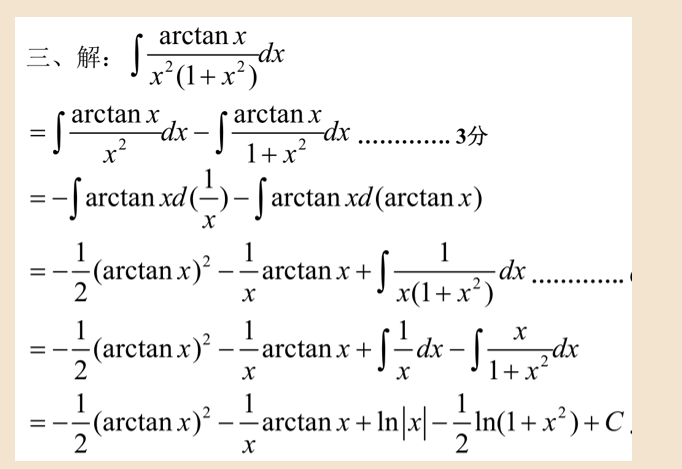 三、解： ∫ arctan x / x²(1+x²) dx
= ∫ arctan x / x² dx − ∫ arctan x / 1+x² dx ............. 3分
= −∫ arctan xd(1/x) − ∫ arctan xd(arctan x)
= −1/2 (arctan x)² − 1/x arctan x + ∫ 1 / x(1+x²) dx .............
= −1/2 (arctan x)² − 1/x arctan x + ∫ 1/x dx − ∫ x / 1+x² dx
= −1/2 (arctan x)² − 1/x arctan x + ln|x| − 1/2 ln(1+x²) + C .